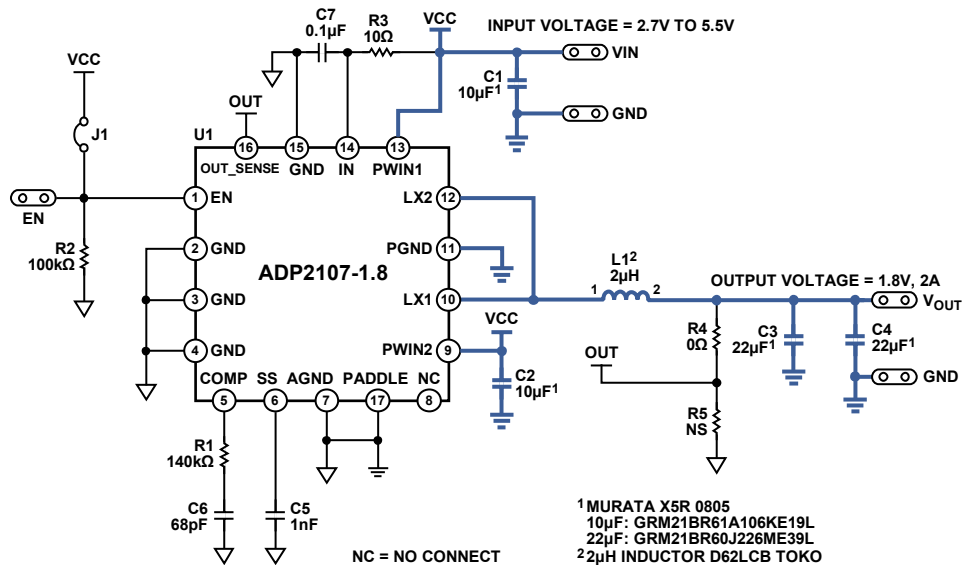 C7
0.1µF
R3
10Ω
VCC
INPUT VOLTAGE = 2.7V TO 5.5V
VIN
C1
10µF¹
GND
VCC
J1
EN
R2
100kΩ
OUT
U1
16
15
14
13
OUT_SENSE
GND
IN
PWIN1
1
EN
2
GND
3
GND
4
GND
ADP2107-1.8
LX2
12
PGND
11
LX1
10
PWIN2
9
COMP
SS
AGND
PADDLE
NC
5
6
7
17
8
R1
140kΩ
C6
68pF
C5
1nF
VCC
C2
10µF¹
L1²
2µH
1
2
OUTPUT VOLTAGE = 1.8V, 2A
VOUT
R4
0Ω
C3
22µF¹
C4
22µF¹
GND
OUT
R5
NS
NC = NO CONNECT
¹ MURATA X5R 0805
10µF: GRM21BR61A106KE19L
22µF: GRM21BR60J226ME39L
² 2µH INDUCTOR D62LCB TOKO